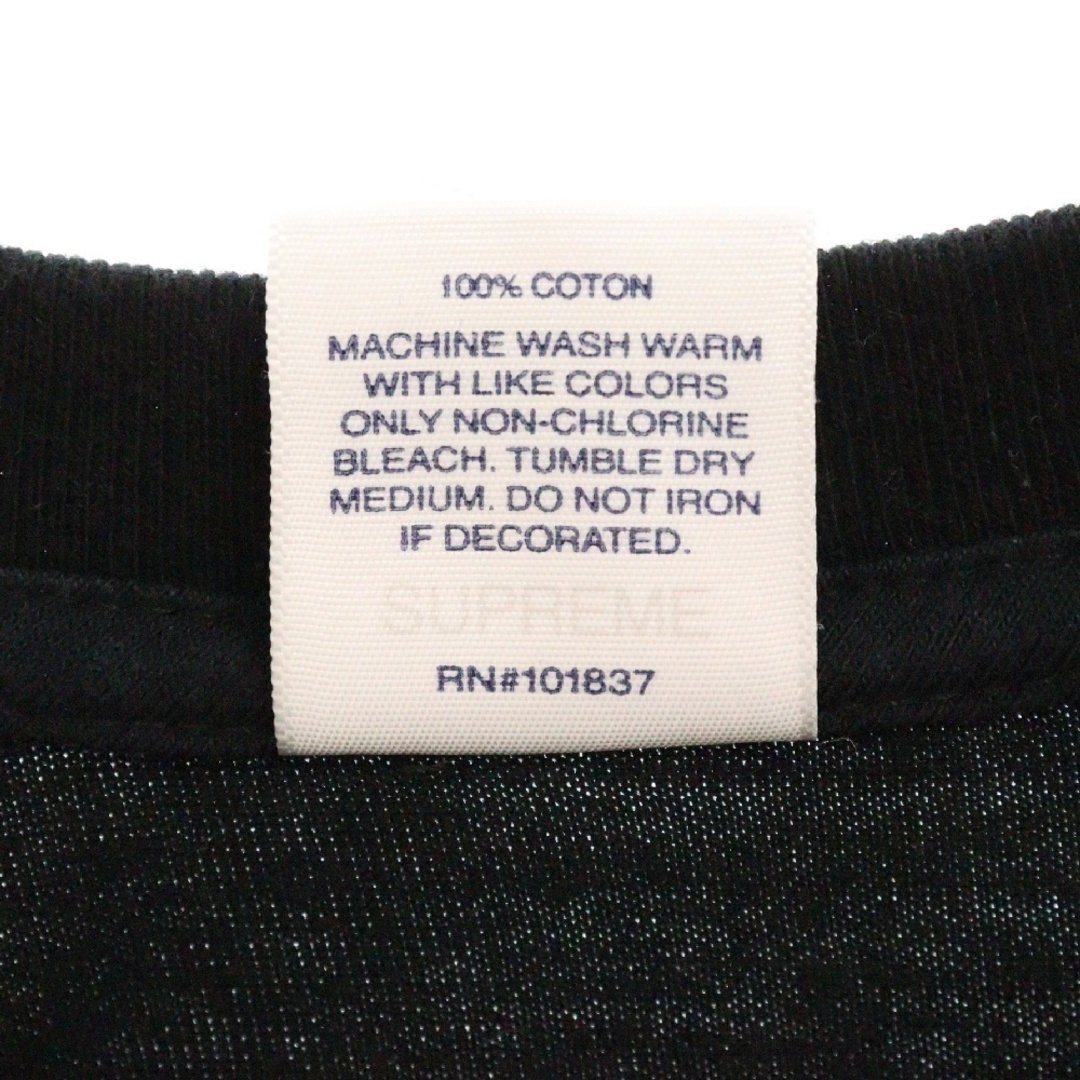 100% COTON
MACHINE WASH WARM
WITH LIKE COLORS
ONLY NON-CHLORINE
BLEACH. TUMBLE DRY
MEDIUM. DO NOT IRON
IF DECORATED.
SUPREME
RN#101837